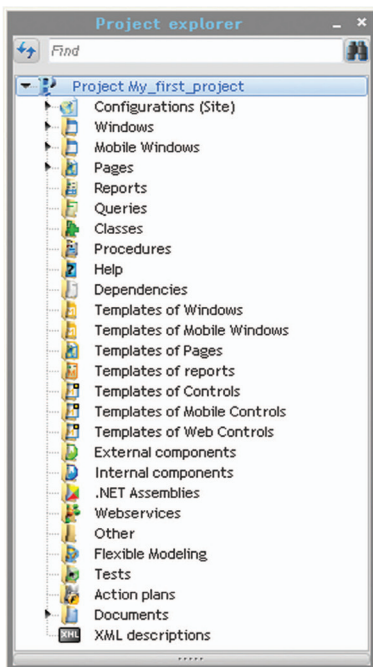 Project explorer
Find
Project My_first_project
Configurations (Site)
Windows
Mobile Windows
Pages
Reports
Queries
Classes
Procedures
Help
Dependencies
Templates of Windows
Templates of Mobile Windows
Templates of Pages
Templates of reports
Templates of Controls
Templates of Mobile Controls
Templates of Web Controls
External components
Internal components
.NET Assemblies
Webservices
Other
Flexible Modeling
Tests
Action plans
Documents
XML descriptions